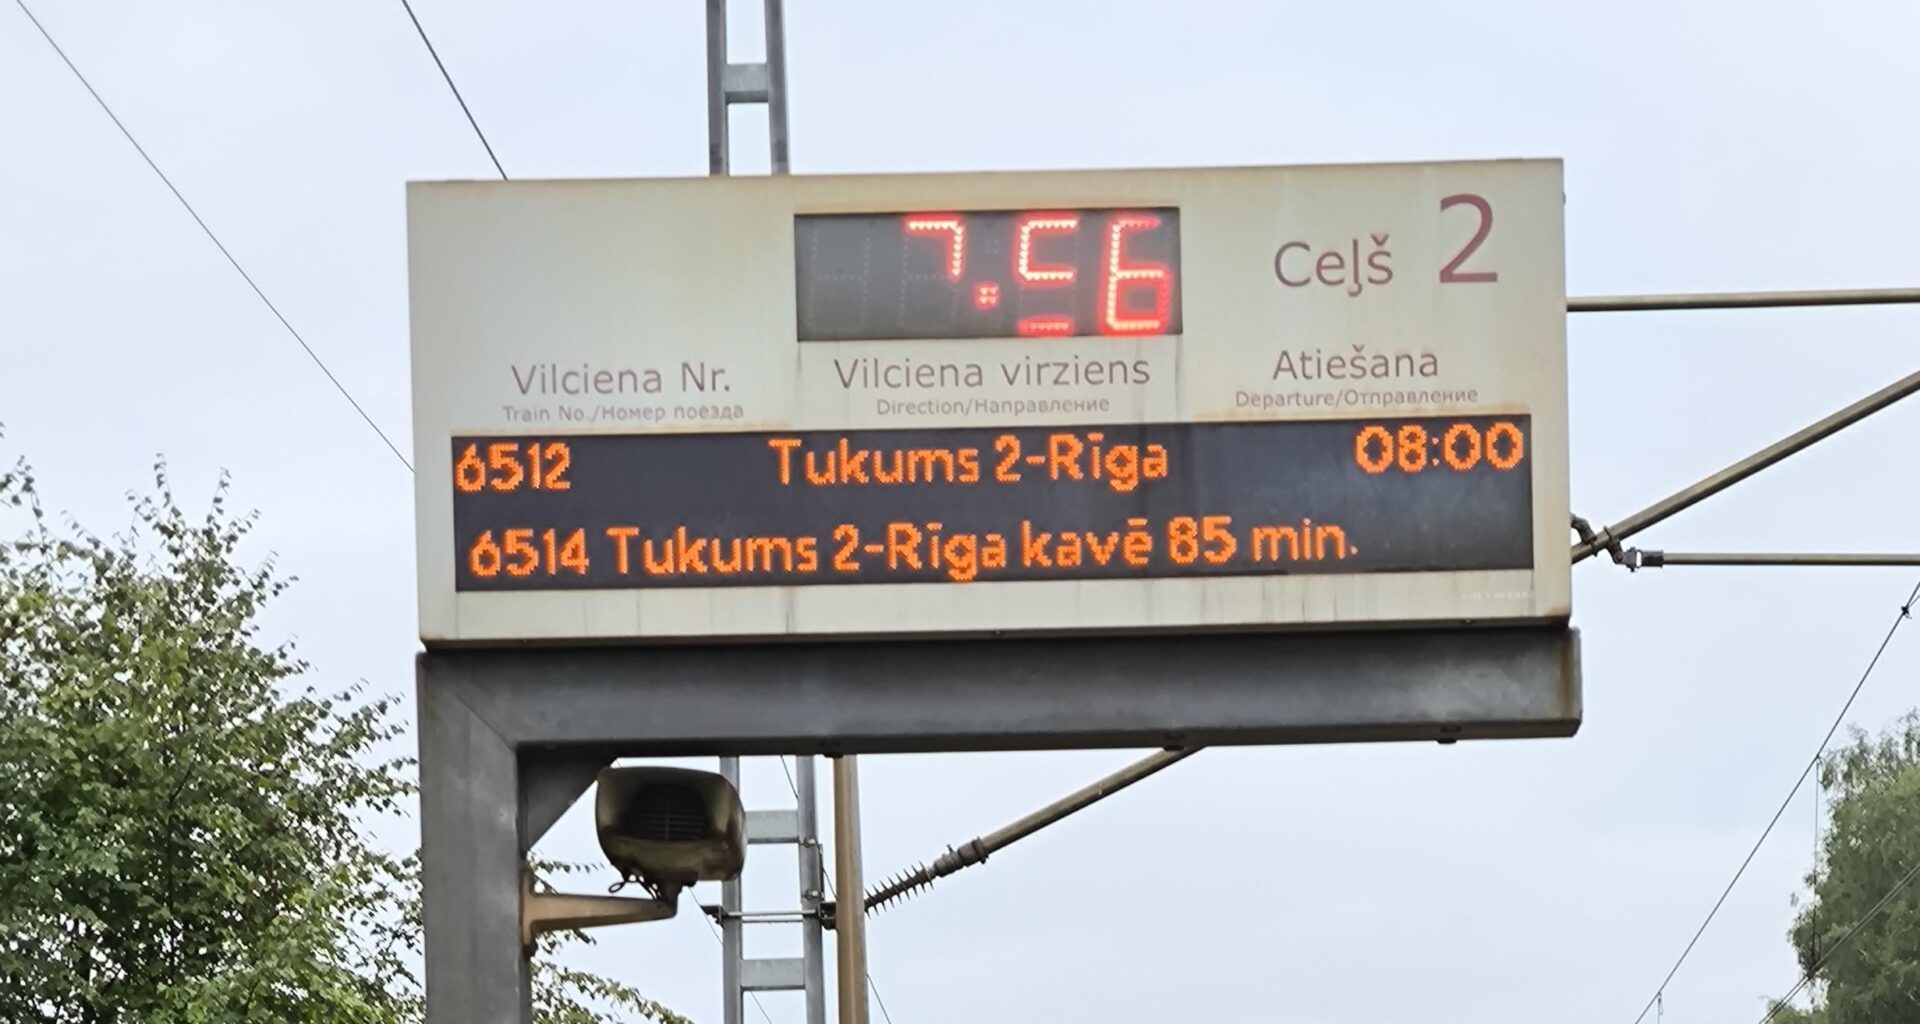 7.56
Ceļš 2
Vilciena Nr.
Train No./Номер поезда
Vilciena virziens
Direction/Направление
Atiešana
Departure/Отправление
6512 Tukums 2-Rīga 08:00
6514 Tukums 2-Rīga kavē 85 min.